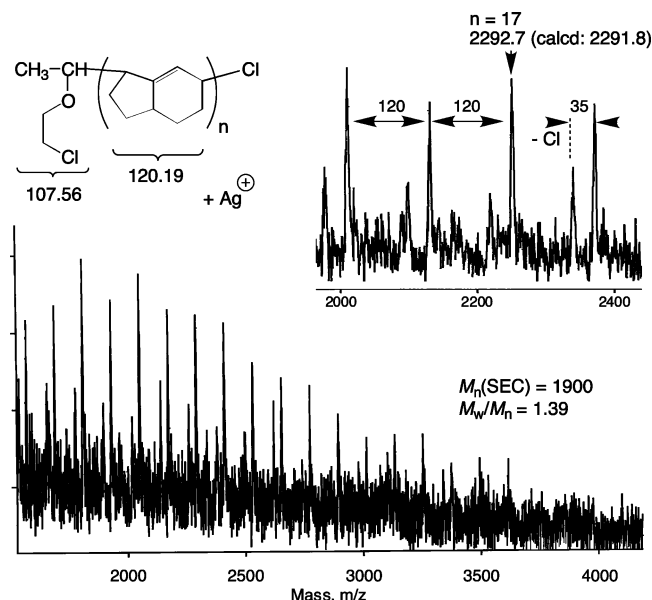 n = 17
2292.7 (calcd: 2291.8)
CH₃–CH
O
Cl
Cl
n
107.56
120.19
+ Ag⊕
120
120
- Cl
35
2000
2200
2400
Mn(SEC) = 1900
Mw/Mn = 1.39
2000
2500
3000
3500
4000
Mass, m/z